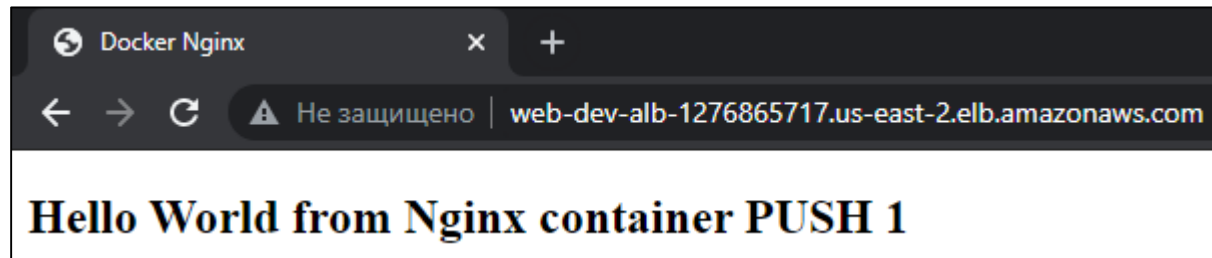 Docker Nginx
Не защищено web-dev-alb-1276865717.us-east-2.elb.amazonaws.com
Hello World from Nginx container PUSH 1